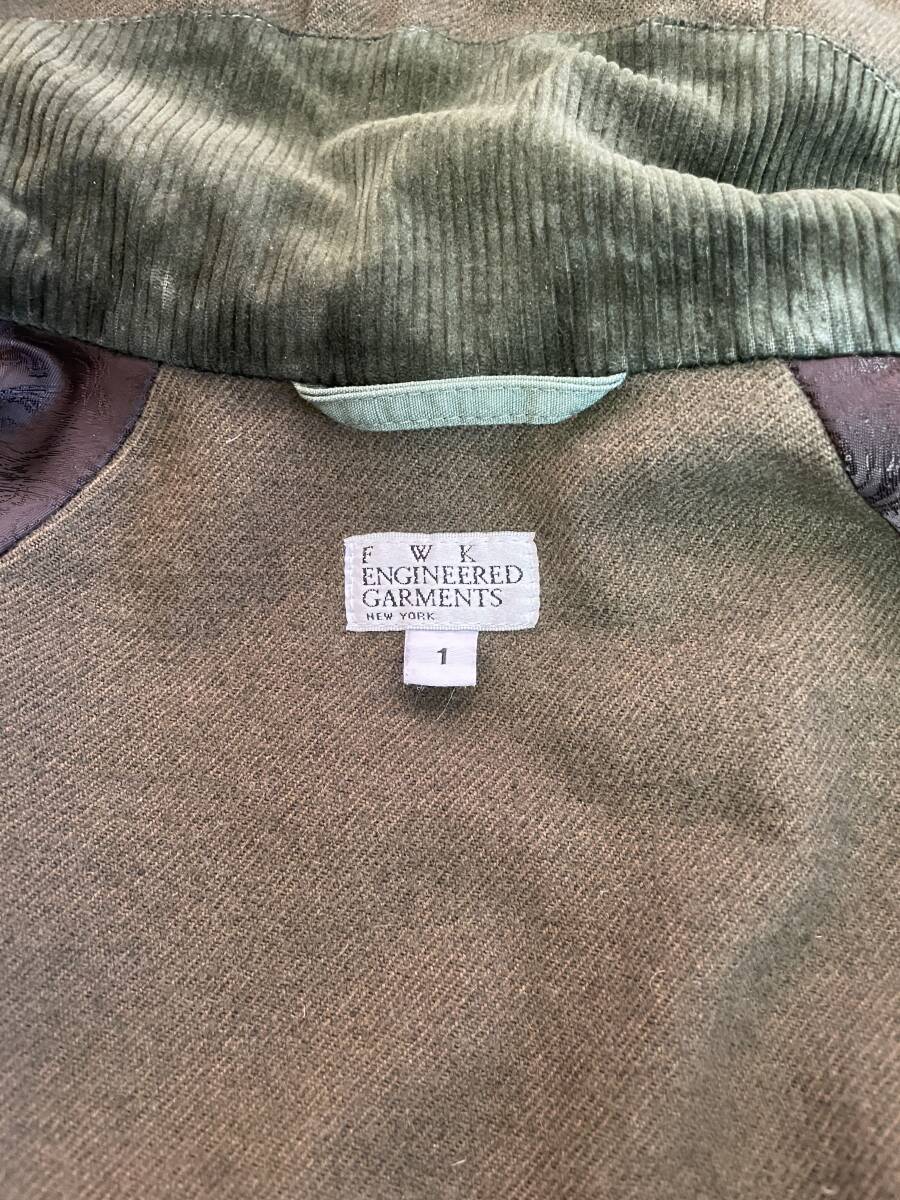 F W K
ENGINEERED
GARMENTS
NEW YORK
1